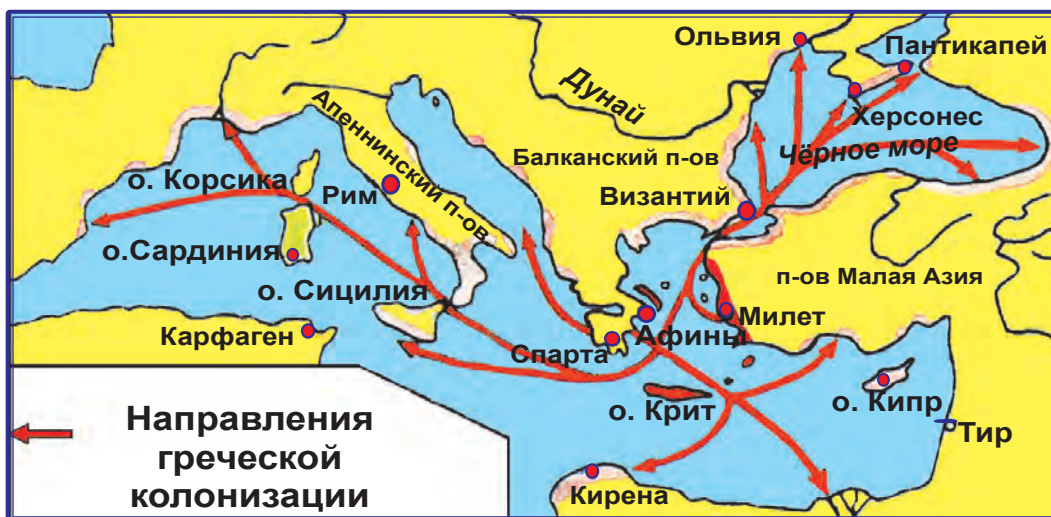 Ольвия
Пантикапей
Дунай
Апеннинский п-ов
Херсонес
Чёрное море
Балканский п-ов
о. Корсика
Рим
Византий
о.Сардиния
п-ов Малая Азия
о. Сицилия
Карфаген
Милет
Афины
Спарта
о. Крит
о. Кипр
Тир
Кирена
Направления
греческой
колонизации